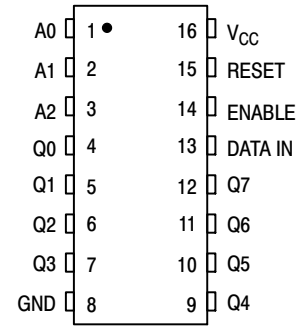 A0 1 16 VCC
A1 2 15 RESET
A2 3 14 ENABLE
Q0 4 13 DATA IN
Q1 5 12 Q7
Q2 6 11 Q6
Q3 7 10 Q5
GND 8 9 Q4